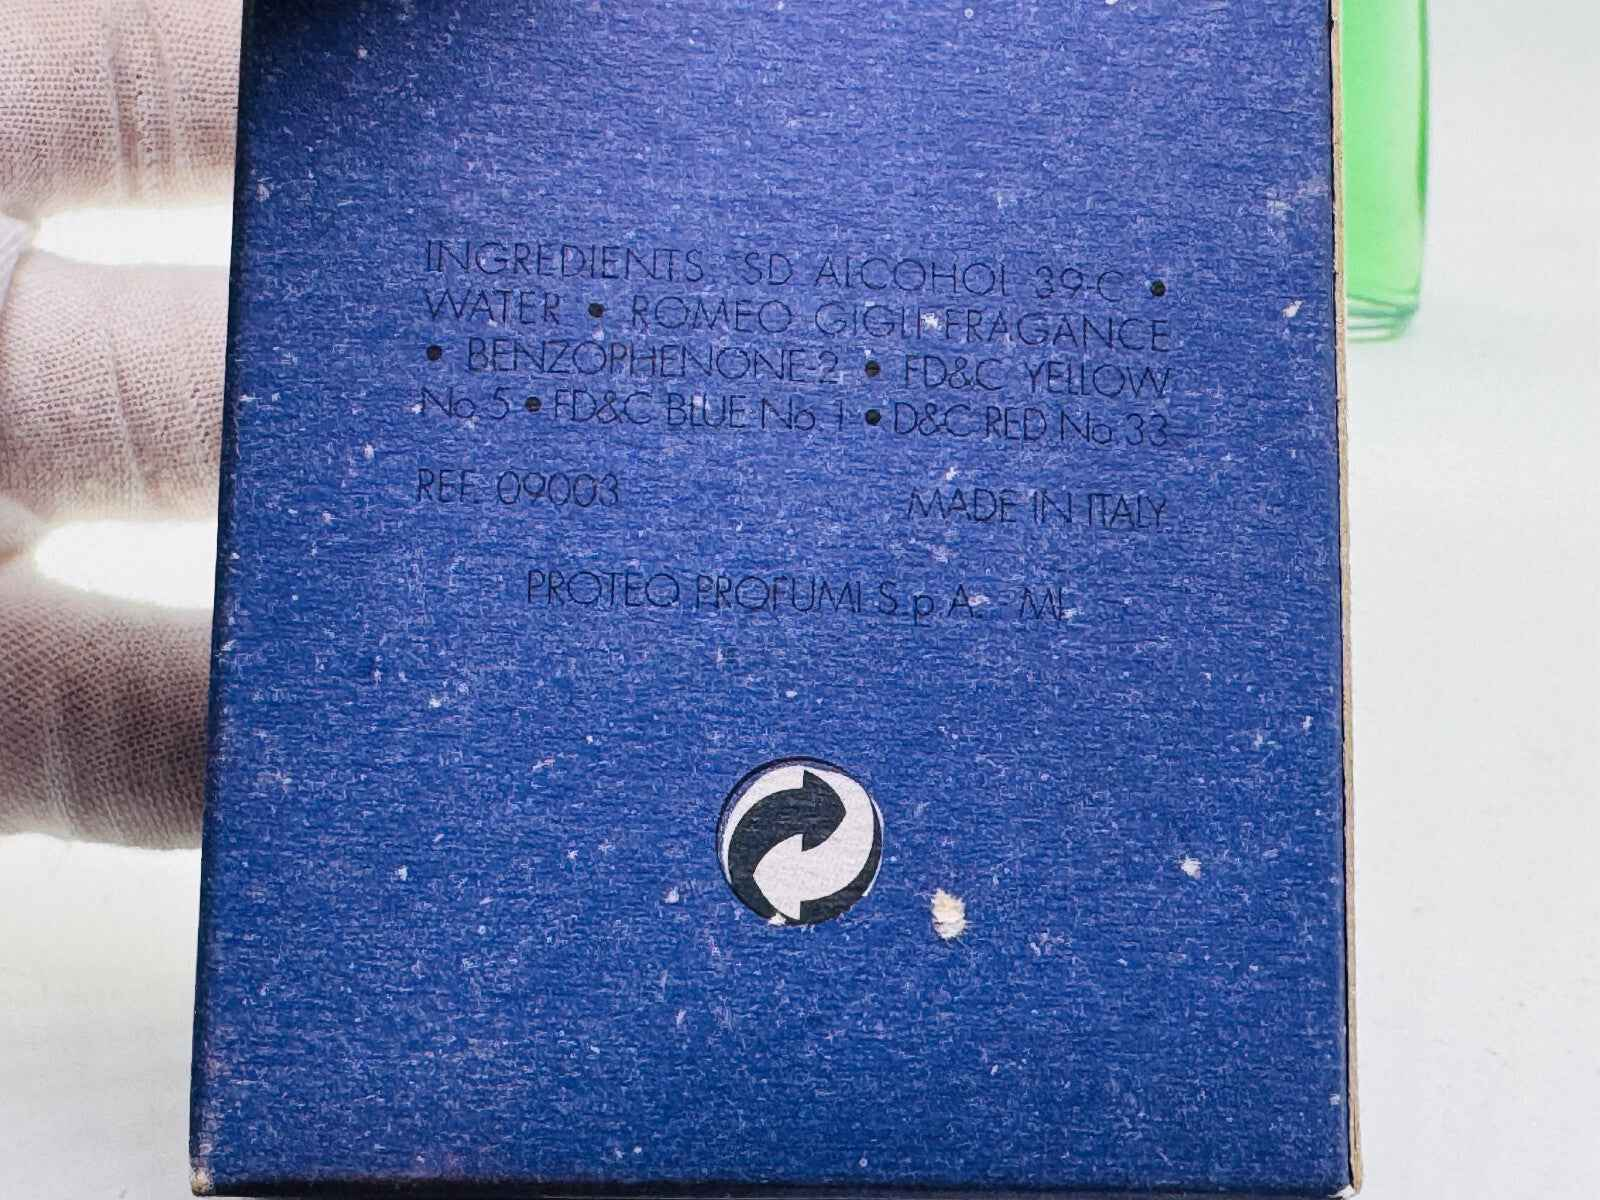 INGREDIENTS: SD ALCOHOL 39-C •
WATER • ROMEO GIGLI FRAGANCE
• BENZOPHENONE-2 • FD&C YELLOW
No 5 • FD&C BLUE No 1 • D&C RED No 33
REF. 09003 MADE IN ITALY
PROTEO PROFUMI S.p.A. - MI